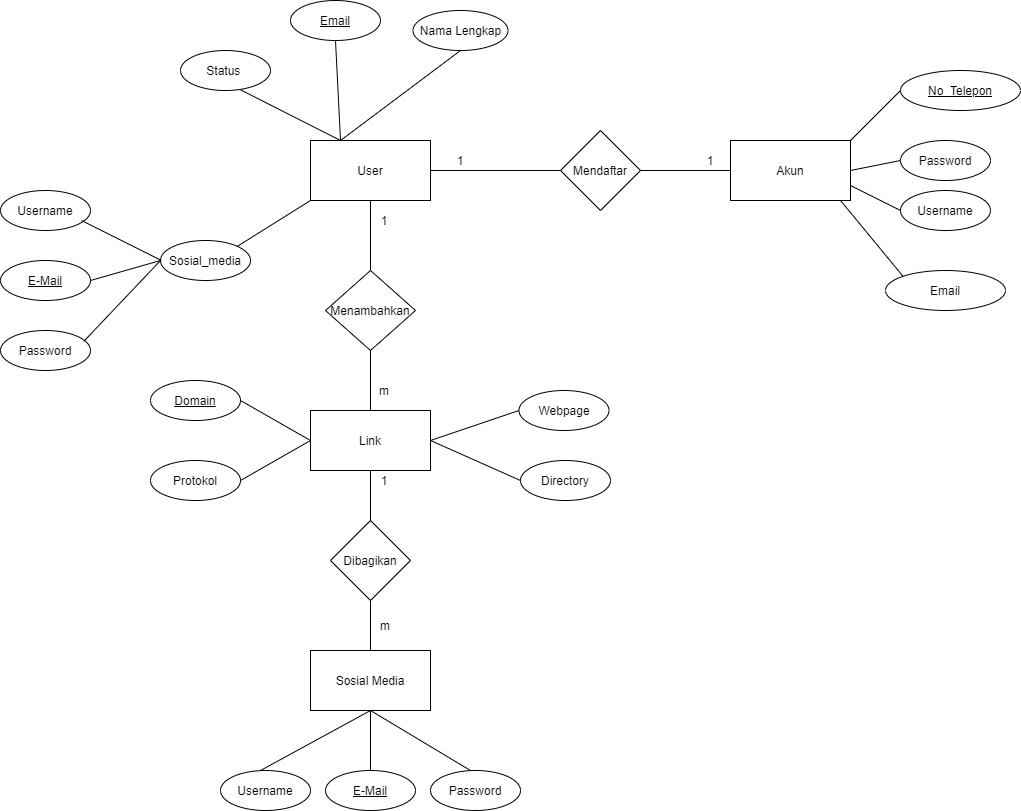 Email
Nama Lengkap
Status
No_Telepon
User
1
Mendaftar
1
Akun
Password
Username
Username
1
Sosial_media
E-Mail
Email
Menambahkan
Password
m
Domain
Webpage
Link
Protokol
1
Directory
Dibagikan
m
Sosial Media
Username
E-Mail
Password